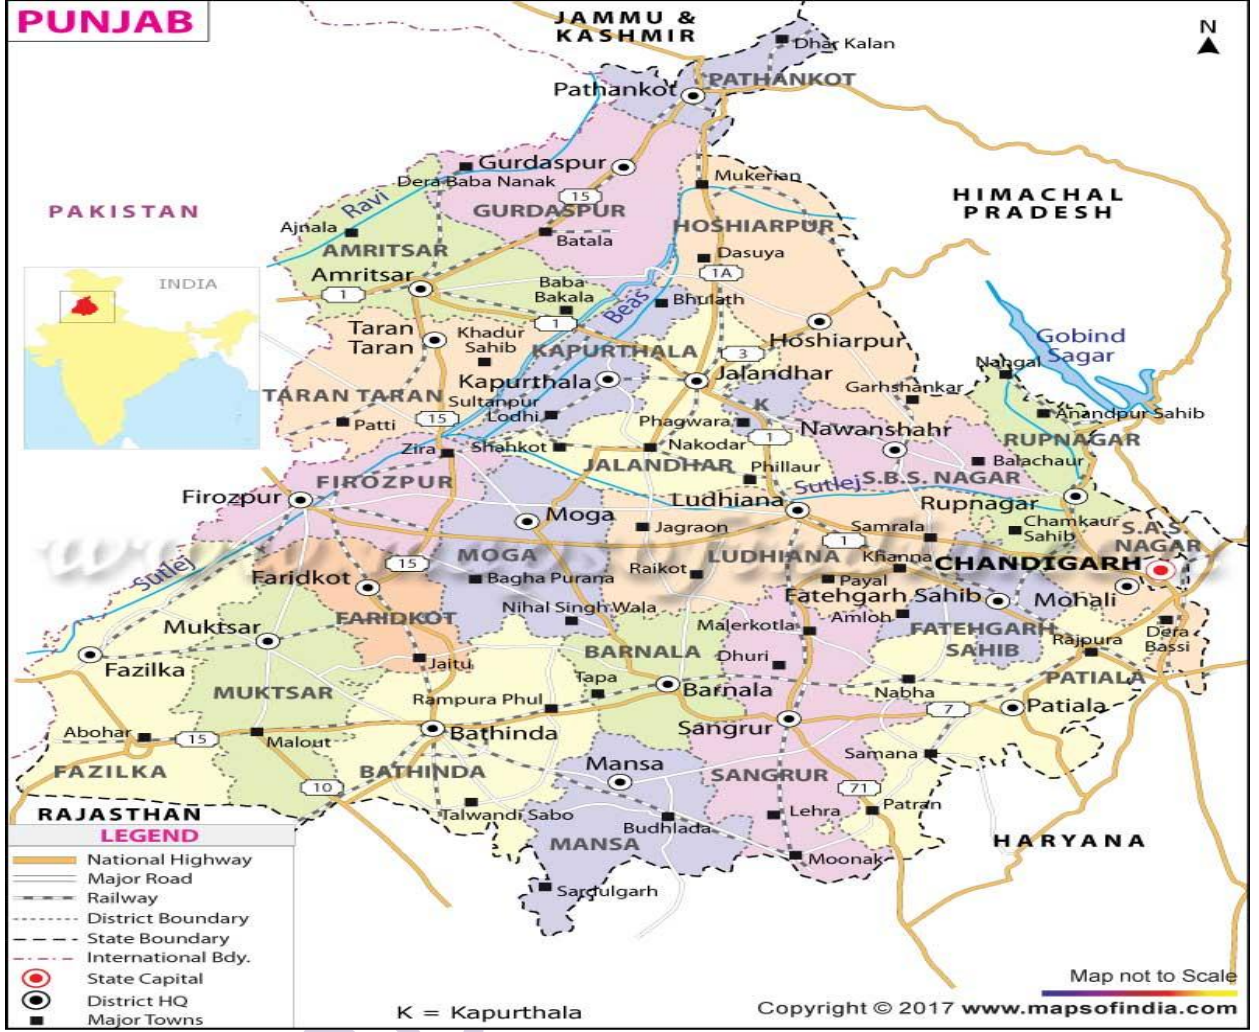 PUNJAB
JAMMU &
KASHMIR
N
Dhar Kalan
PATHANKOT
Pathankot
Gurdaspur
Dera Baba Nanak
Mukerian
15
HIMACHAL
PRADESH
PAKISTAN
Ravi
GURDASPUR
HOSHIARPUR
Ajnala
Batala
AMRITSAR
Dasuya
Amritsar
1A
INDIA
Baba
Bakala
Beas
Bhulath
1
1
Taran
Taran
Khadur
Sahib
Hoshiarpur
Gobind
Sagar
KAPURTHALA
3
Nangal
Kapurthala
Jalandhar
Garhshankar
TARAN TARAN
Sultanpur
Lodhi
K
Anandpur Sahib
15
Patti
Phagwara
Nawanshahr
RUPNAGAR
Zira
Shahkot
Nakodar
1
Balachaur
JALANDHAR
Phillaur
FIROZPUR
Sutlej
S.B.S. NAGAR
Firozpur
Ludhiana
Rupnagar
Moga
Jagraon
Samrala
Chamkaur
Sahib
S.A.S.
NAGAR
www.mapsofindia.com
1
MOGA
LUDHIANA
Khanna
CHANDIGARH
Sutlej
15
Faridkot
Bagha Purana
Raikot
Payal
Fatehgarh Sahib
Mohali
Nihal Singh Wala
FARIDKOT
Malerkotla
Amloh
FATEHGARH
SAHIB
Rajpura
Dera
Bassi
Muktsar
BARNALA
Fazilka
Jaitu
Dhuri
PATIALA
MUKTSAR
Rampura Phul
Tapa
Barnala
Nabha
7
Patiala
Abohar
15
Malout
Bathinda
Sangrur
Samana
FAZILKA
BATHINDA
Mansa
SANGRUR
10
71
RAJASTHAN
Talwandi Sabo
Budhlada
Lehra
Patran
MANSA
Moonak
HARYANA
Sardulgarh
LEGEND
National Highway
Major Road
Railway
District Boundary
State Boundary
International Bdy.
State Capital
District HQ
Major Towns
K = Kapurthala
Map not to Scale
Copyright © 2017 www.mapsofindia.com